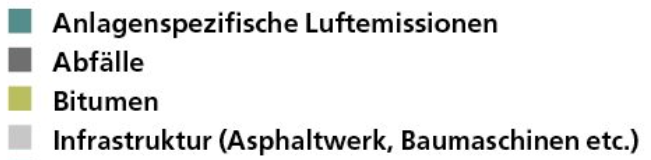 Anlagenspezifische Luftemissionen
Abfälle
Bitumen
Infrastruktur (Asphaltwerk, Baumaschinen etc.)